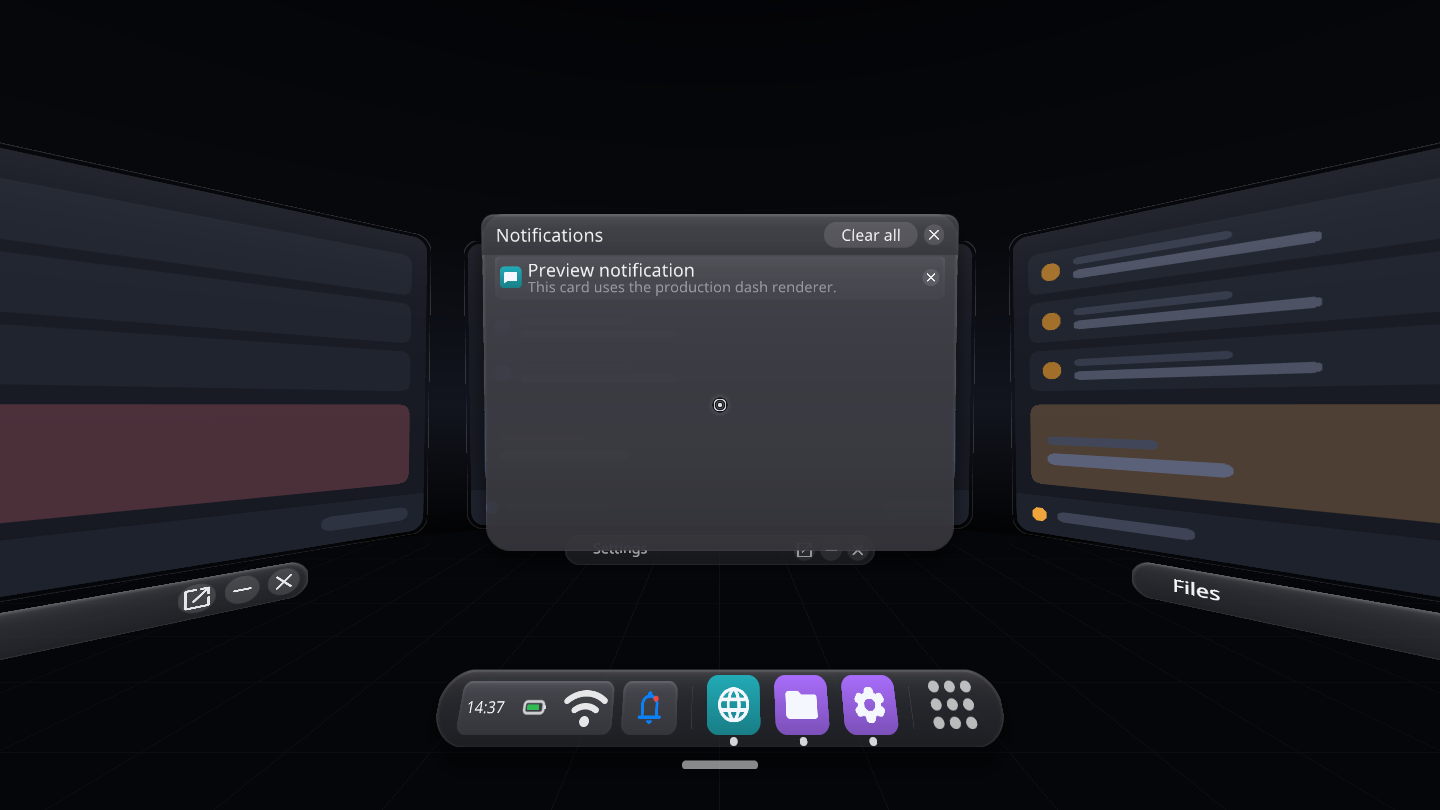 Notifications
Clear all
Preview notification
This card uses the production dash renderer.
Settings
Files
14:37